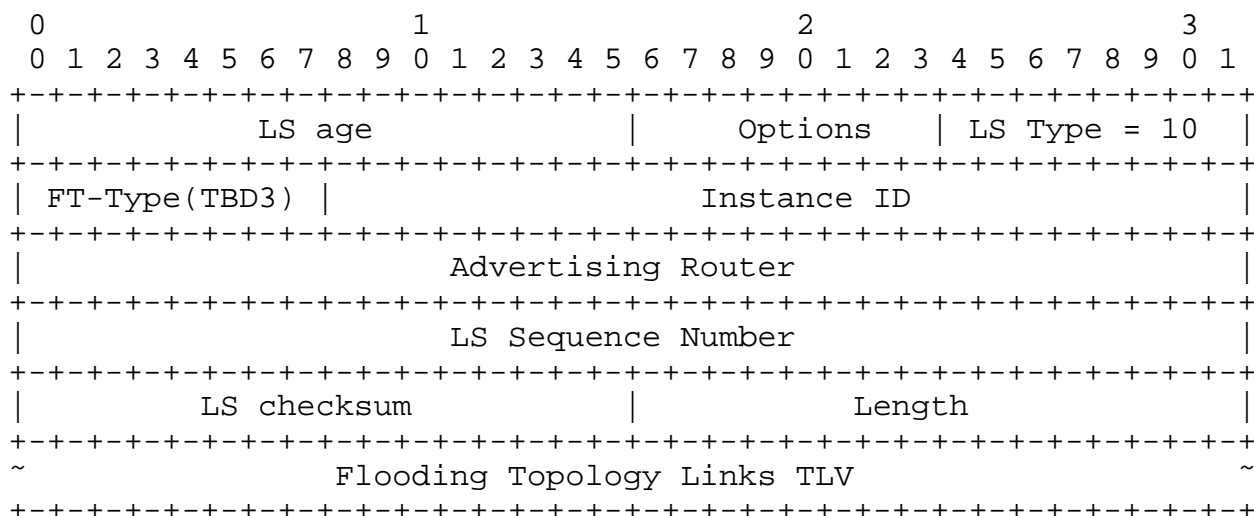 0                   1                   2                   3
 0 1 2 3 4 5 6 7 8 9 0 1 2 3 4 5 6 7 8 9 0 1 2 3 4 5 6 7 8 9 0 1
+-+-+-+-+-+-+-+-+-+-+-+-+-+-+-+-+-+-+-+-+-+-+-+-+-+-+-+-+-+-+-+-+
|            LS age             |     Options   | LS Type = 10  |
+-+-+-+-+-+-+-+-+-+-+-+-+-+-+-+-+-+-+-+-+-+-+-+-+-+-+-+-+-+-+-+-+
| FT-Type(TBD3) |                   Instance ID                 |
+-+-+-+-+-+-+-+-+-+-+-+-+-+-+-+-+-+-+-+-+-+-+-+-+-+-+-+-+-+-+-+-+
|                      Advertising Router                       |
+-+-+-+-+-+-+-+-+-+-+-+-+-+-+-+-+-+-+-+-+-+-+-+-+-+-+-+-+-+-+-+-+
|                      LS Sequence Number                       |
+-+-+-+-+-+-+-+-+-+-+-+-+-+-+-+-+-+-+-+-+-+-+-+-+-+-+-+-+-+-+-+-+
|         LS checksum           |           Length              |
+-+-+-+-+-+-+-+-+-+-+-+-+-+-+-+-+-+-+-+-+-+-+-+-+-+-+-+-+-+-+-+-+
~                Flooding Topology Links TLV                    ~
+-+-+-+-+-+-+-+-+-+-+-+-+-+-+-+-+-+-+-+-+-+-+-+-+-+-+-+-+-+-+-+-+